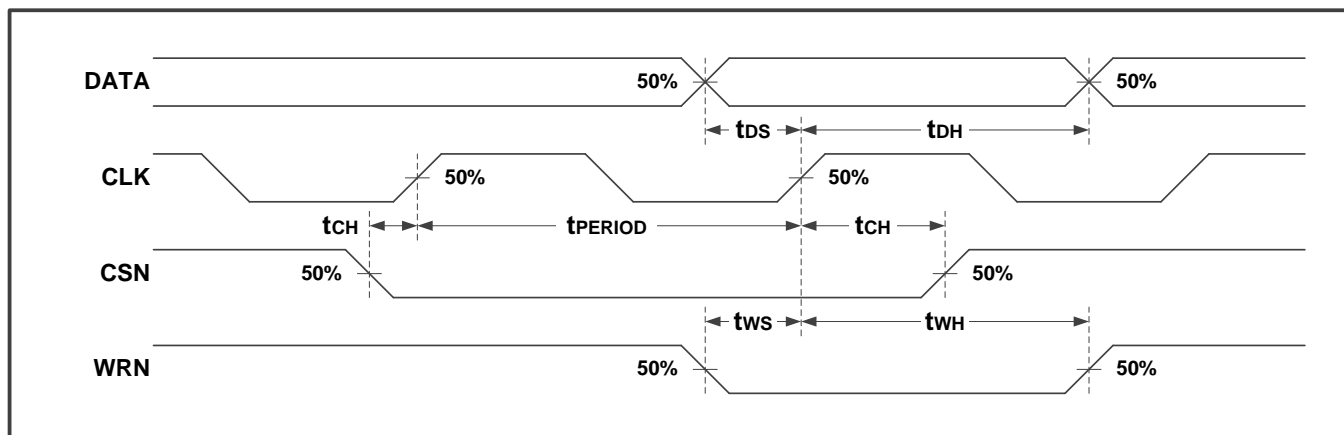 DATA 50% 50%
tDS tDH
CLK 50% 50%
tCH tPERIOD tCH
CSN 50% 50%
tWS tWH
WRN 50% 50%